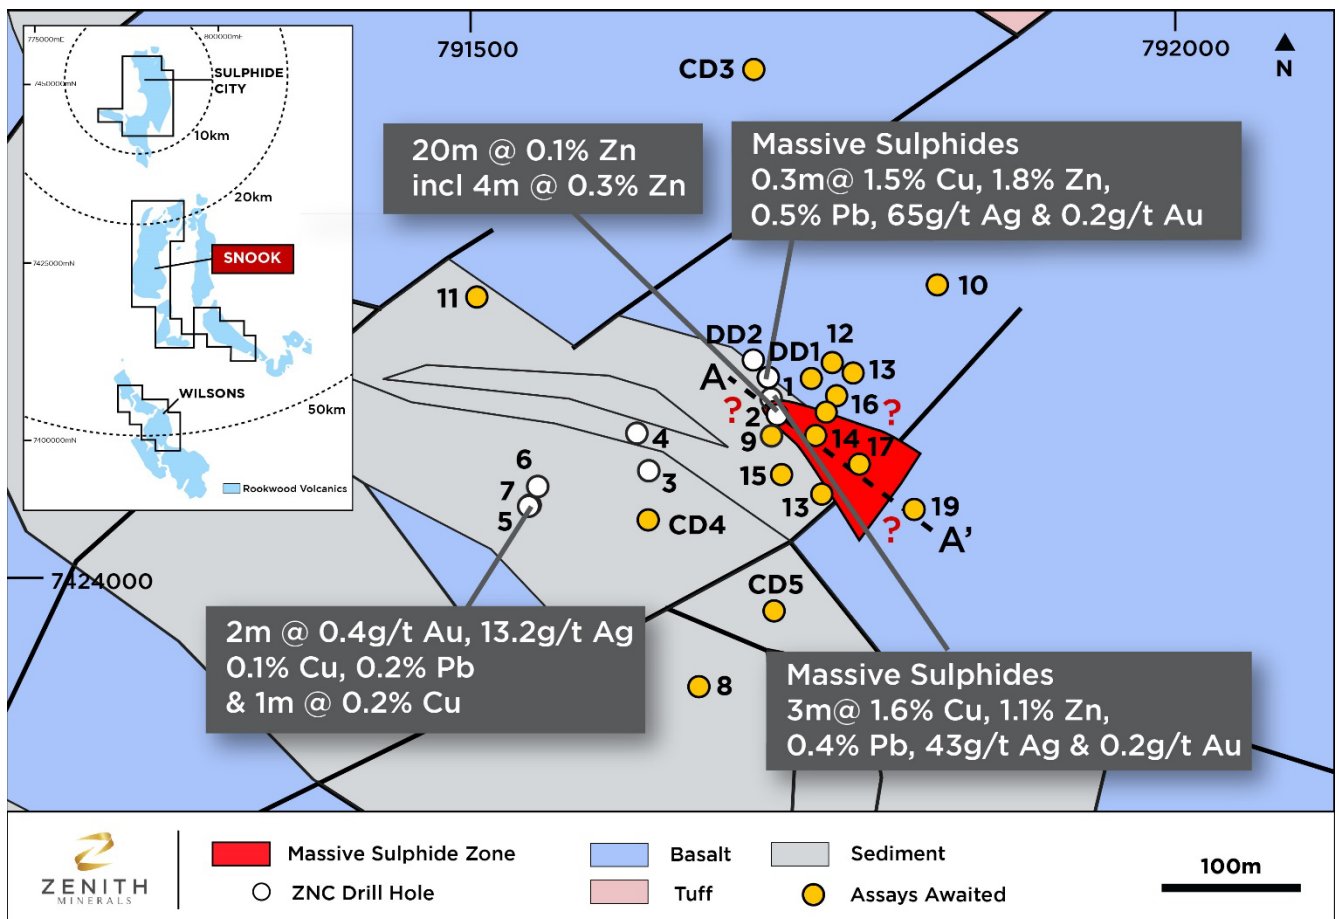 775000mE
800000mE
7450000mN
SULPHIDE
CITY
10km
20km
SNOOK
7425000mN
WILSONS
50km
7100000mN
Rookwood Volcanics
791500
792000
N
CD3
20m @ 0.1% Zn
incl 4m @ 0.3% Zn
Massive Sulphides
0.3m@ 1.5% Cu, 1.8% Zn,
0.5% Pb, 65g/t Ag & 0.2g/t Au
11
10
DD2
DD1
12
13
A
1
?
2
16
?
4
9
14
17
6
3
15
7
13
5
CD4
19
?
A'
7424000
CD5
2m @ 0.4g/t Au, 13.2g/t Ag
0.1% Cu, 0.2% Pb
& 1m @ 0.2% Cu
8
Massive Sulphides
3m@ 1.6% Cu, 1.1% Zn,
0.4% Pb, 43g/t Ag & 0.2g/t Au
ZENITH
MINERALS
Massive Sulphide Zone
Basalt
Sediment
100m
ZNC Drill Hole
Tuff
Assays Awaited